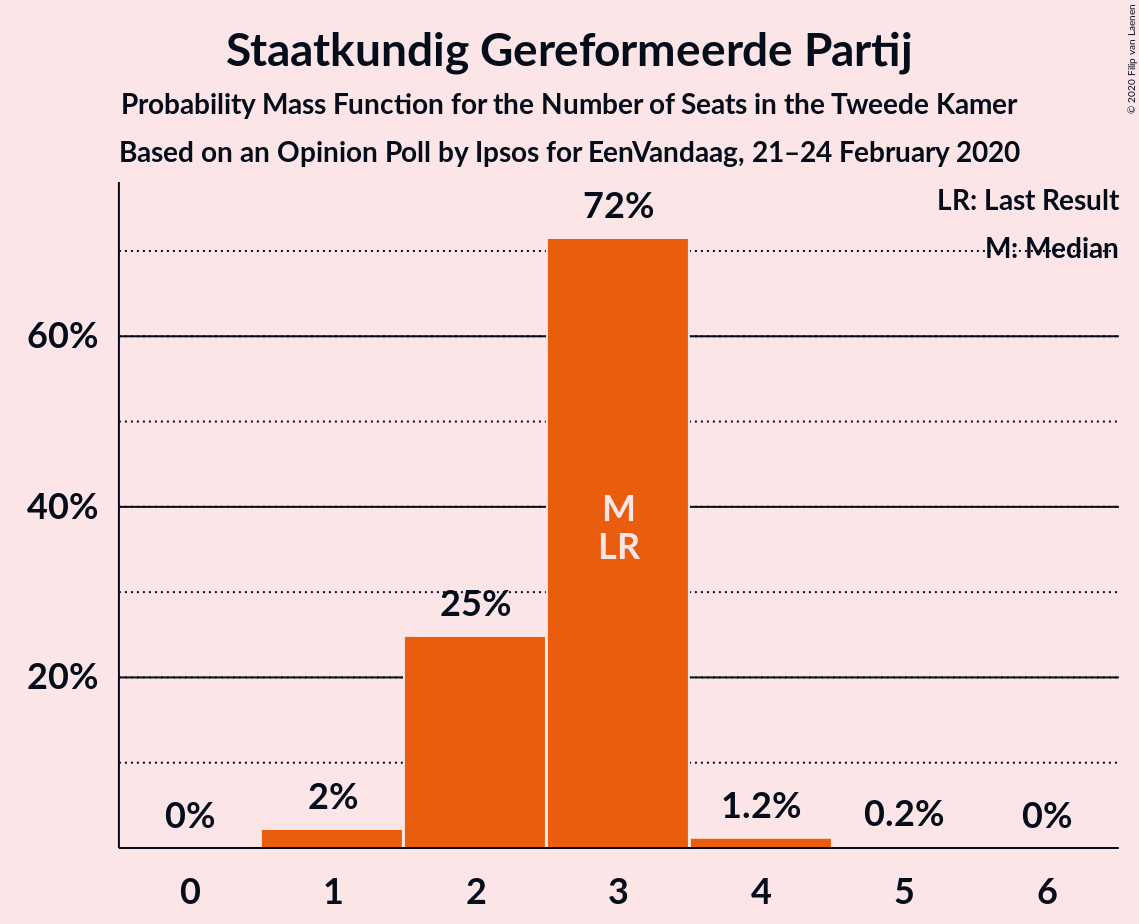 Staatkundig Gereformeerde Partij
Probability Mass Function for the Number of Seats in the Tweede Kamer
Based on an Opinion Poll by Ipsos for EenVandaag, 21–24 February 2020
© 2020 Filip van Laenen
LR: Last Result
M: Median
72%
60%
40%
20%
M
LR
25%
0%
2%
1.2%
0.2%
0%
0 1 2 3 4 5 6